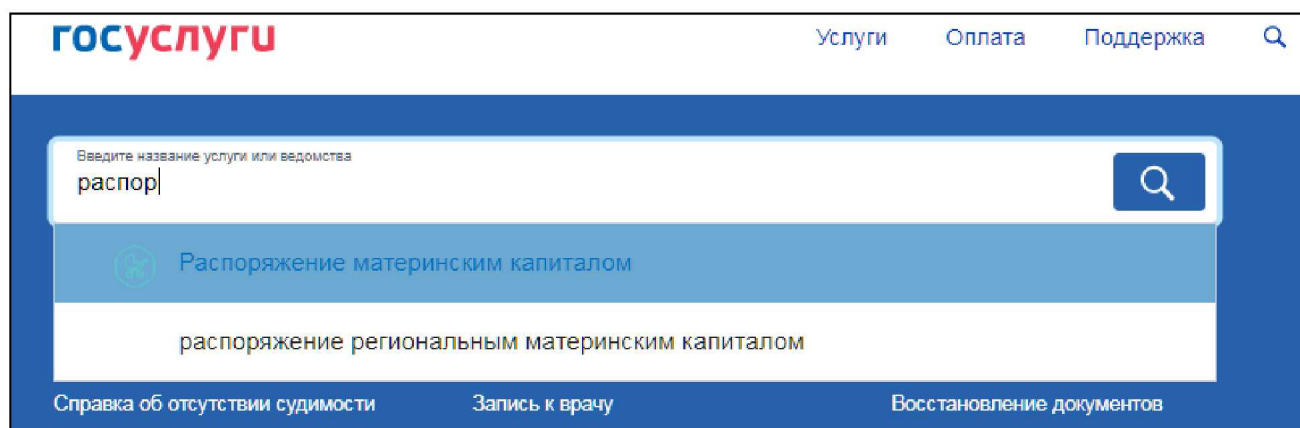 госуслуги Услуги Оплата Поддержка
Введите название услуги или ведомства
распор
Распоряжение материнским капиталом
распоряжение региональным материнским капиталом
Справка об отсутствии судимости Запись к врачу Восстановление документов